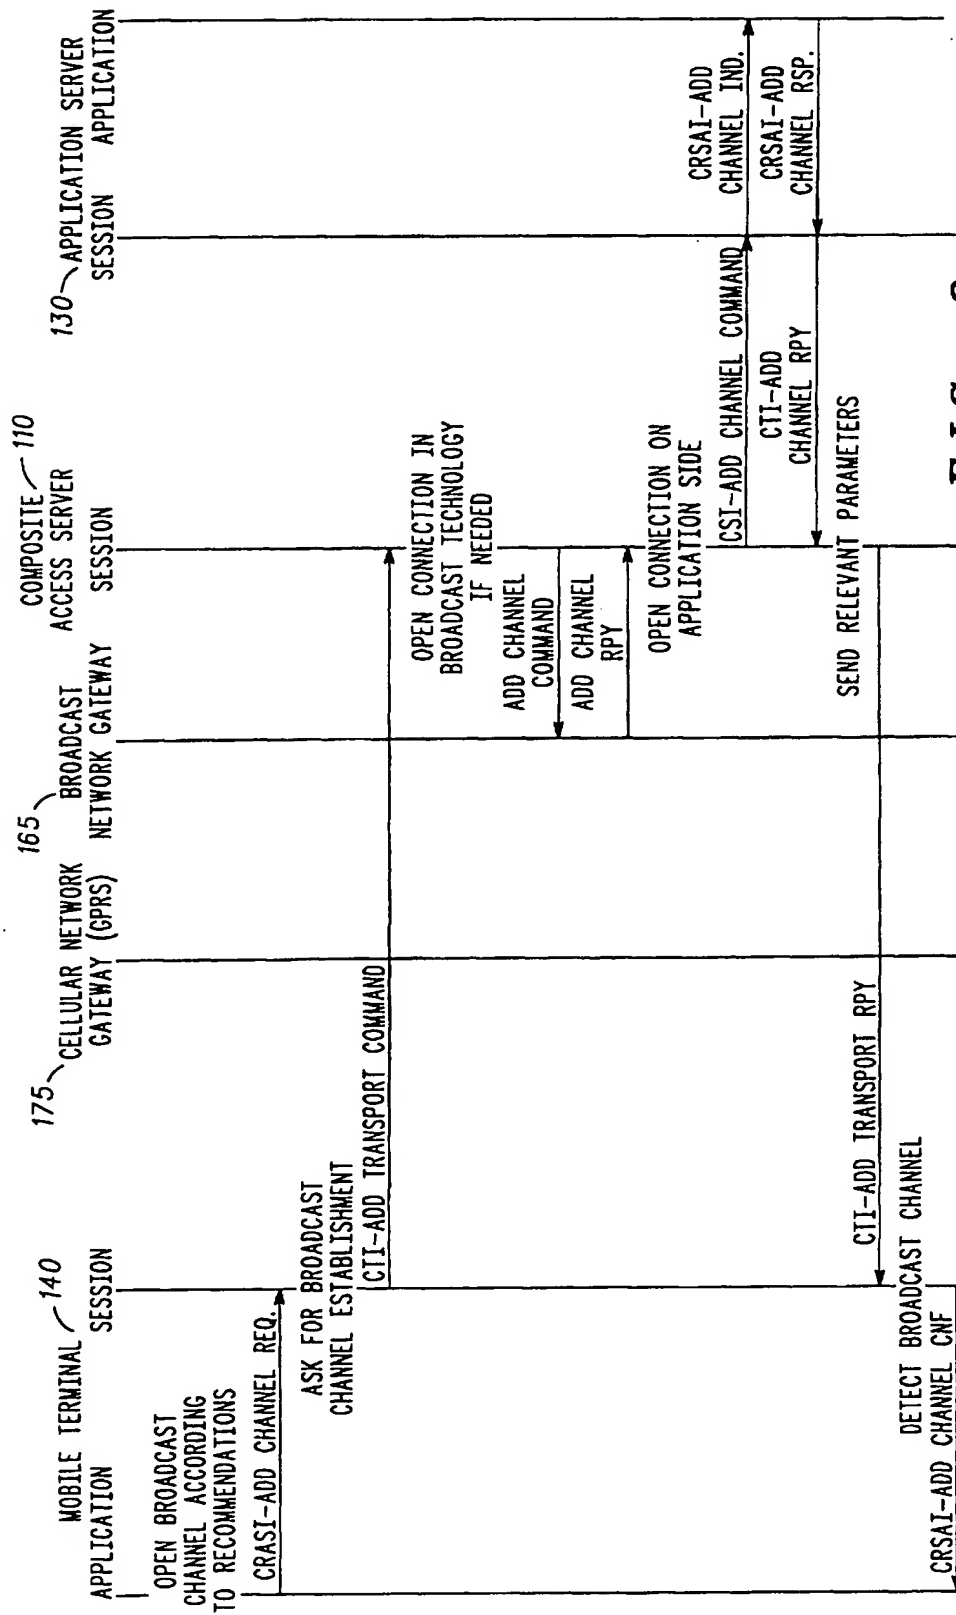 MOBILE TERMINAL 140
APPLICATION
SESSION
175 CELLULAR NETWORK
GATEWAY (GPRS)
165 BROADCAST
NETWORK GATEWAY
COMPOSITE 110
ACCESS SERVER
SESSION
130 APPLICATION SERVER
SESSION
APPLICATION
OPEN BROADCAST
CHANNEL ACCORDING
TO RECOMMENDATIONS
CRASI-ADD CHANNEL REQ.
ASK FOR BROADCAST
CHANNEL ESTABLISHMENT
CTI-ADD TRANSPORT COMMAND
OPEN CONNECTION IN
BROADCAST TECHNOLOGY
IF NEEDED
ADD CHANNEL
COMMAND
ADD CHANNEL
RPY
OPEN CONNECTION ON
APPLICATION SIDE
CSI-ADD CHANNEL COMMAND
CRSAI-ADD
CHANNEL IND.
CRSAI-ADD
CHANNEL RSP.
CTI-ADD
CHANNEL RPY
SEND RELEVANT PARAMETERS
CTI-ADD TRANSPORT RPY
DETECT BROADCAST CHANNEL
CRSAI-ADD CHANNEL CNF